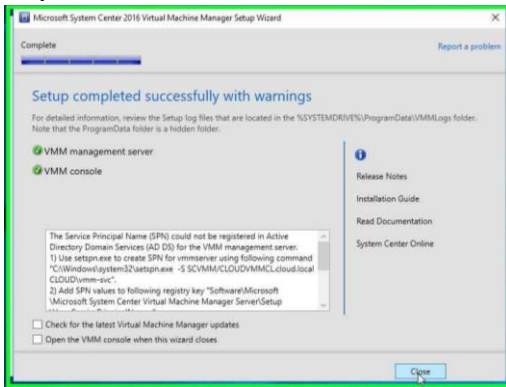 Microsoft System Center 2016 Virtual Machine Manager Setup Wizard
Complete
Report a problem
Setup completed successfully with warnings
For detailed information, review the Setup log files that are located in the %SYSTEMDRIVE%\ProgramData\VMMLogs folder.
Note that the ProgramData folder is a hidden folder.
VMM management server
VMM console
The Service Principal Name (SPN) could not be registered in Active
Directory Domain Services (AD DS) for the VMM management server.
1) Use setspn.exe to create SPN for vmmserver using following command
"C:\Windows\system32\setspn.exe -S SCVMM/CLOUDVMMCL.cloud.local
CLOUD\vmm-svc".
2) Add SPN values to following registry key "Software\Microsoft
\Microsoft System Center Virtual Machine Manager Server\Setup
Release Notes
Installation Guide
Read Documentation
System Center Online
Check for the latest Virtual Machine Manager updates
Open the VMM console when this wizard closes
Close